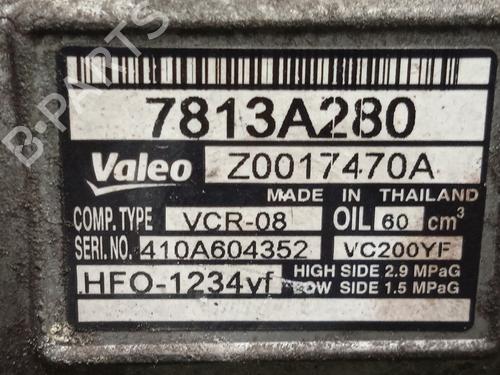 B-PARTS
7813A280
Valeo Z0017470A
MADE IN THAILAND
COMP. TYPE VCR-08 OIL 60 cm³
SERI. NO. 410A604352 VC200YF
HFO-1234yf HIGH SIDE 2.9 MPaG
LOW SIDE 1.5 MPaG